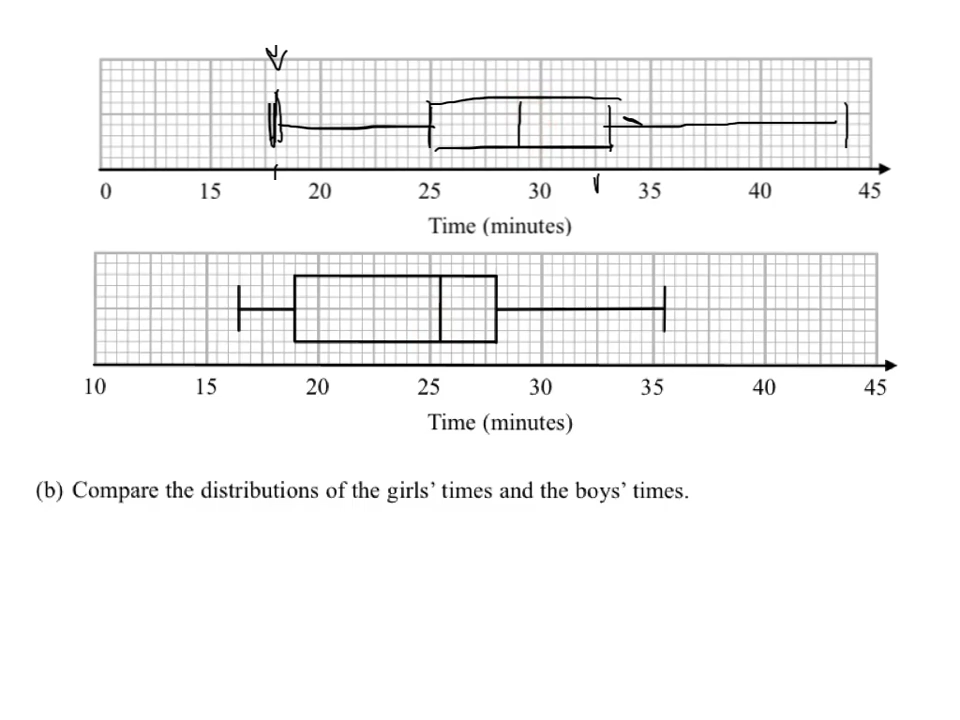 0 15 20 25 30 35 40 45
Time (minutes)
10 15 20 25 30 35 40 45
Time (minutes)
(b) Compare the distributions of the girls’ times and the boys’ times.